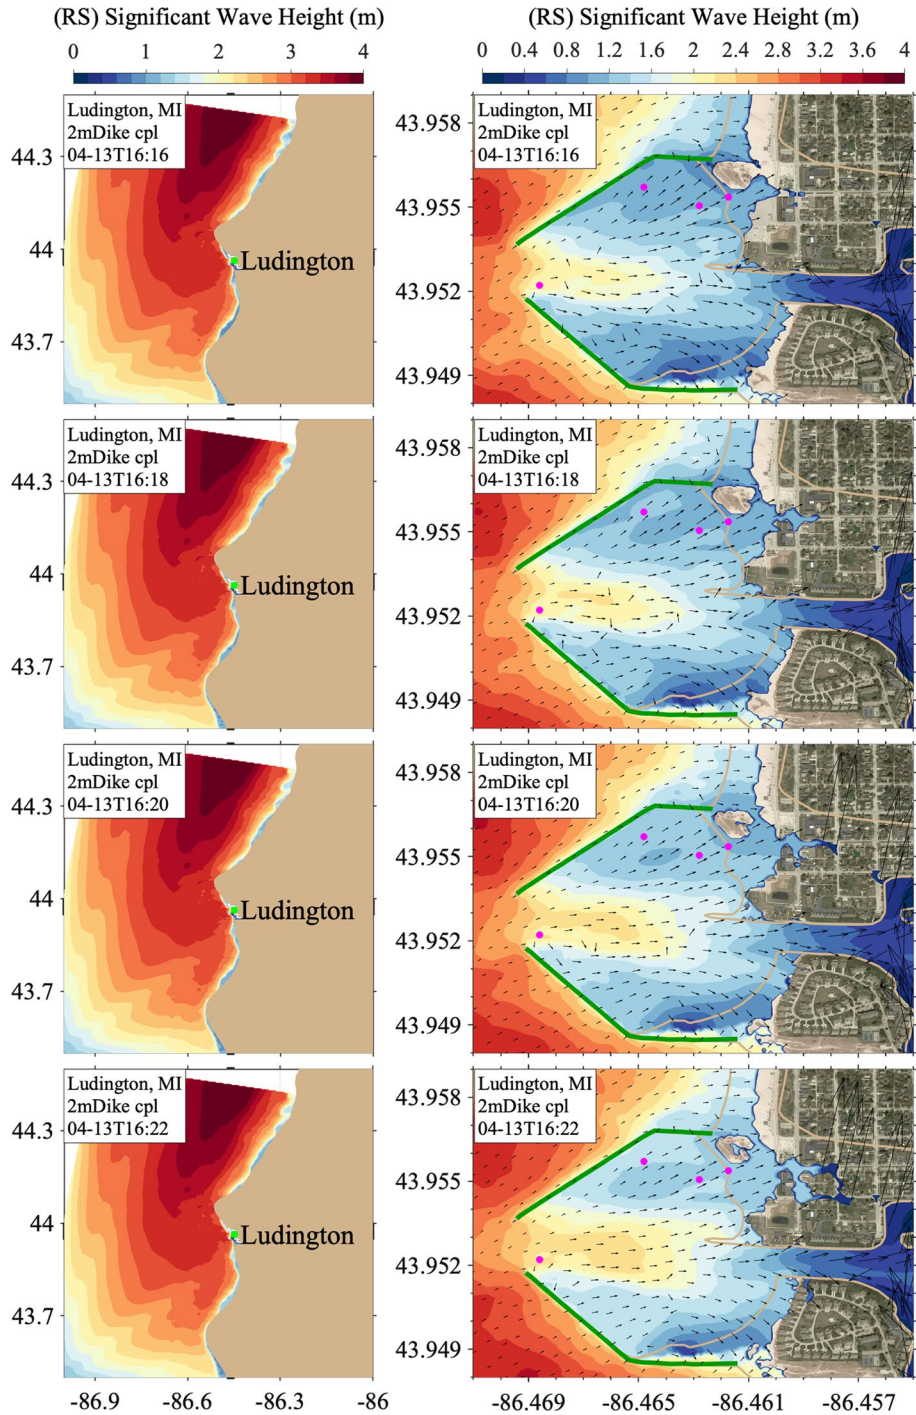 (RS) Significant Wave Height (m)
(RS) Significant Wave Height (m)
0 1 2 3 4
0 0.4 0.8 1.2 1.6 2 2.4 2.8 3.2 3.6 4
Ludington, MI
2mDike cpl
04-13T16:16
44.3
44
43.7
Ludington
Ludington, MI
2mDike cpl
04-13T16:16
43.958
43.955
43.952
43.949
Ludington, MI
2mDike cpl
04-13T16:18
44.3
44
43.7
Ludington
Ludington, MI
2mDike cpl
04-13T16:18
43.958
43.955
43.952
43.949
Ludington, MI
2mDike cpl
04-13T16:20
44.3
44
43.7
Ludington
Ludington, MI
2mDike cpl
04-13T16:20
43.958
43.955
43.952
43.949
Ludington, MI
2mDike cpl
04-13T16:22
44.3
44
43.7
Ludington
Ludington, MI
2mDike cpl
04-13T16:22
43.958
43.955
43.952
43.949
-86.9 -86.6 -86.3 -86
-86.469 -86.465 -86.461 -86.457